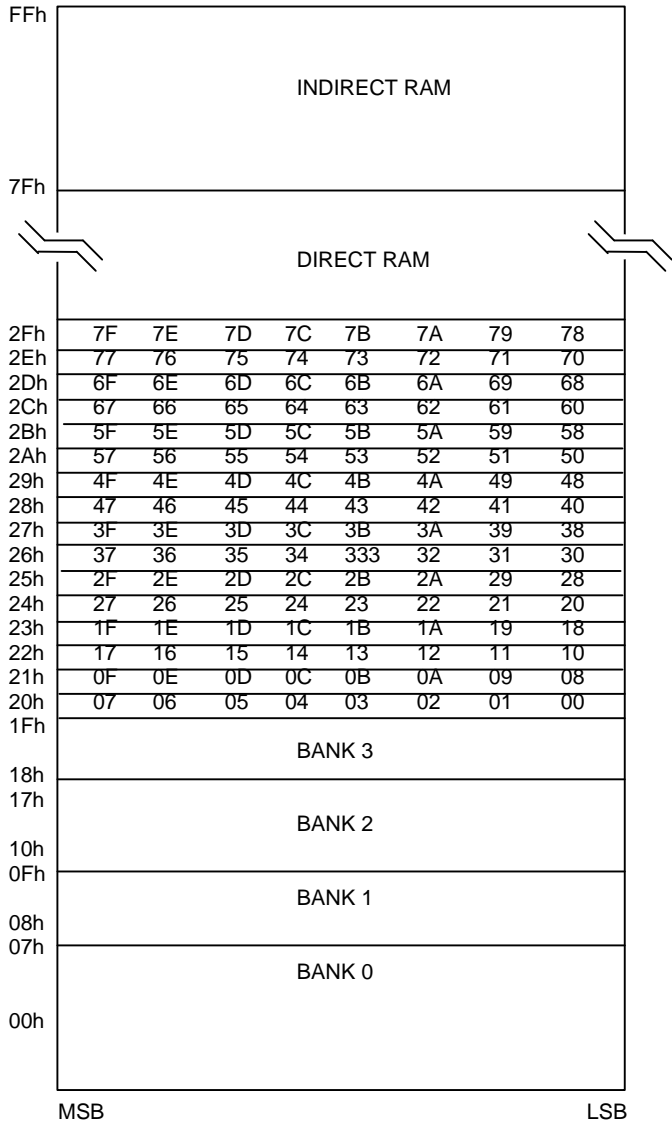 FFh
INDIRECT RAM
7Fh
DIRECT RAM
2Fh 7F 7E 7D 7C 7B 7A 79 78
2Eh 77 76 75 74 73 72 71 70
2Dh 6F 6E 6D 6C 6B 6A 69 68
2Ch 67 66 65 64 63 62 61 60
2Bh 5F 5E 5D 5C 5B 5A 59 58
2Ah 57 56 55 54 53 52 51 50
29h 4F 4E 4D 4C 4B 4A 49 48
28h 47 46 45 44 43 42 41 40
27h 3F 3E 3D 3C 3B 3A 39 38
26h 37 36 35 34 333 32 31 30
25h 2F 2E 2D 2C 2B 2A 29 28
24h 27 26 25 24 23 22 21 20
23h 1F 1E 1D 1C 1B 1A 19 18
22h 17 16 15 14 13 12 11 10
21h 0F 0E 0D 0C 0B 0A 09 08
20h 07 06 05 04 03 02 01 00
1Fh
BANK 3
18h
17h
BANK 2
10h
0Fh
BANK 1
08h
07h
BANK 0
00h
MSB LSB